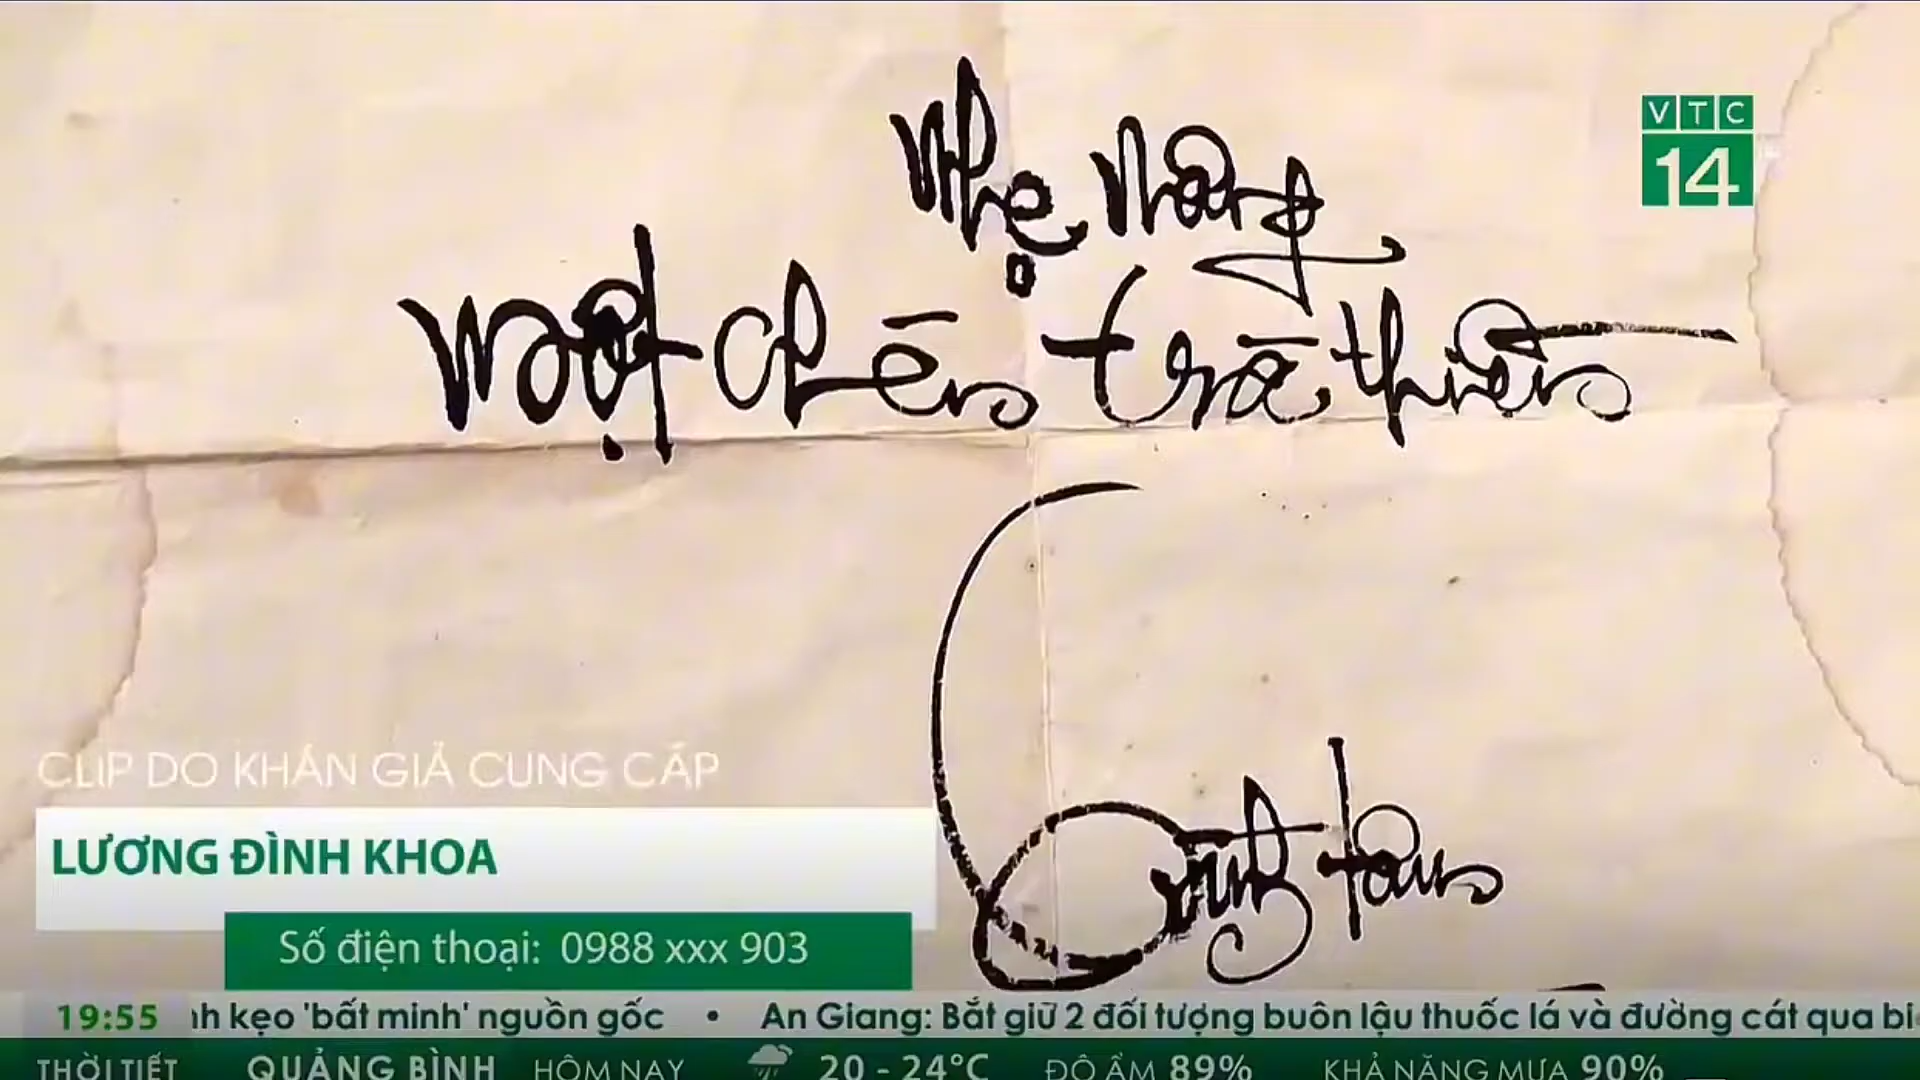 Nhẹ nâng
một chén trà thiền
VTC
14
CLIP DO KHÁN GIẢ CUNG CẤP
LƯƠNG ĐÌNH KHOA
Số điện thoại: 0988 xxx 903
19:55 nh kẹo 'bất minh' nguồn gốc • An Giang: Bắt giữ 2 đối tượng buôn lậu thuốc lá và đường cát qua bi
THỜI TIẾT QUẢNG BÌNH HÔM NAY 20 - 24°C ĐỘ ẨM 89% KHẢ NĂNG MƯA 90%